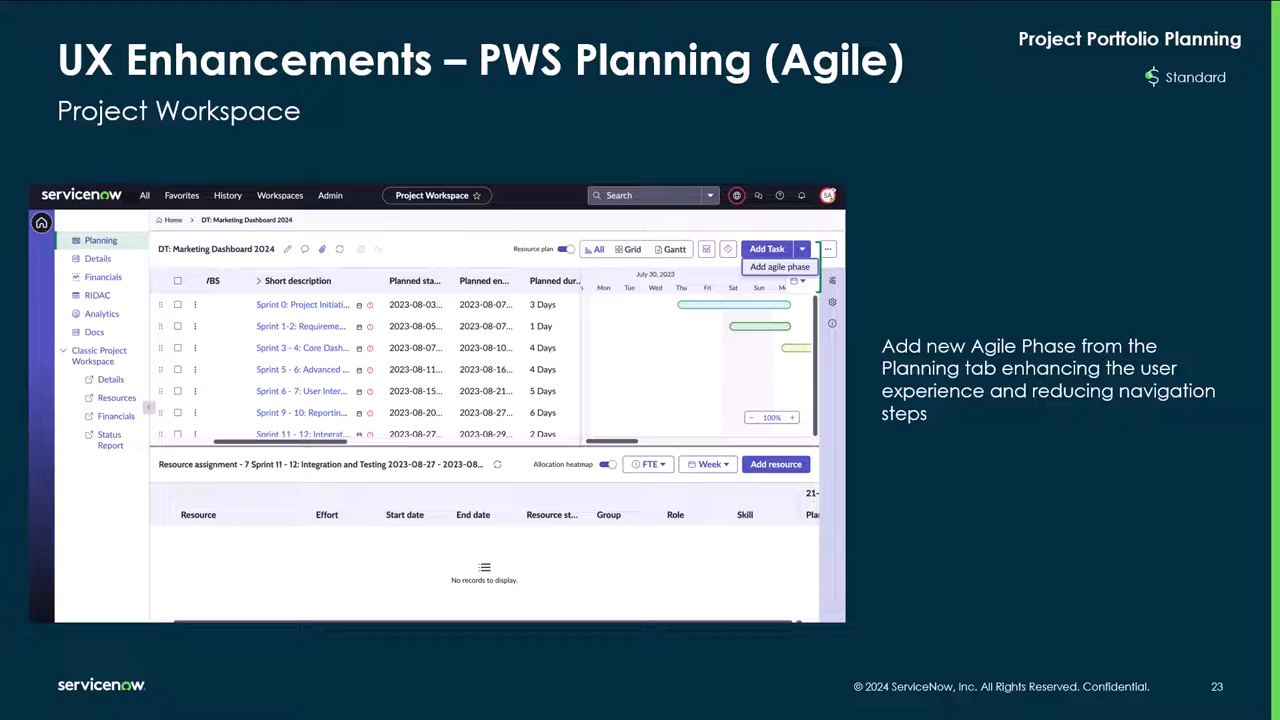 UX Enhancements – PWS Planning (Agile)
Project Workspace
Project Portfolio Planning
Standard
servicenow All Favorites History Workspaces Admin Project Workspace Search SA
Home > DT: Marketing Dashboard 2024
DT: Marketing Dashboard 2024 Resource plan All Grid Gantt Add Task
Add agile phase
Planning
Details
Financials
RIDAC
Analytics
Docs
Classic Project
Workspace
Details
Resources
Financials
Status
Report
/BS Short description Planned sta... Planned en... Planned dur...
July 30, 2023
Mon Tue Wed Thu Fri Sat Sun
Sprint 0: Project Initiati... 2023-08-03... 2023-08-07... 3 Days
Sprint 1-2: Requireme... 2023-08-05... 2023-08-07... 1 Day
Sprint 3 - 4: Core Dash... 2023-08-07... 2023-08-10... 4 Days
Sprint 5 - 6: Advanced ... 2023-08-11... 2023-08-16... 4 Days
Sprint 6 - 7: User Inter... 2023-08-15... 2023-08-21... 5 Days
Sprint 9 - 10: Reportin... 2023-08-20... 2023-08-27... 6 Days
Sprint 11 - 12: Integrat... 2023-08-27... 2023-08-29... 2 Days
− 100% +
Resource assignment - 7 Sprint 11 - 12: Integration and Testing 2023-08-27 - 2023-08... Allocation heatmap FTE Week Add resource
21-
Resource Effort Start date End date Resource st... Group Role Skill
No records to display.
Add new Agile Phase from the
Planning tab enhancing the user
experience and reducing navigation
steps
servicenow
© 2024 ServiceNow, Inc. All Rights Reserved. Confidential.
23